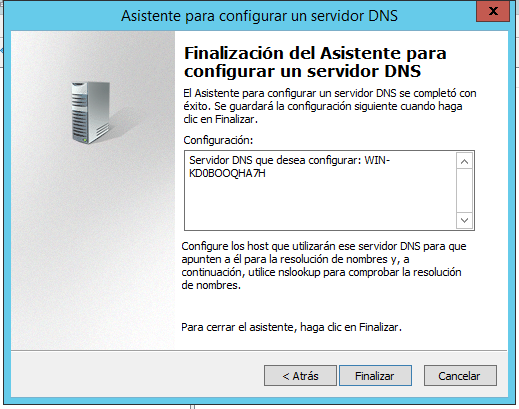 Asistente para configurar un servidor DNS
x
Finalización del Asistente para
configurar un servidor DNS
El Asistente para configurar un servidor DNS se completó con
éxito. Se guardará la configuración siguiente cuando haga
clic en Finalizar.
Configuración:
Servidor DNS que desea configurar: WIN-
KD0BOOQHA7H
Configure los host que utilizarán ese servidor DNS para que
apunten a él para la resolución de nombres y, a
continuación, utilice nslookup para comprobar la resolución
de nombres.
Para cerrar el asistente, haga clic en Finalizar.
< Atrás
Finalizar
Cancelar